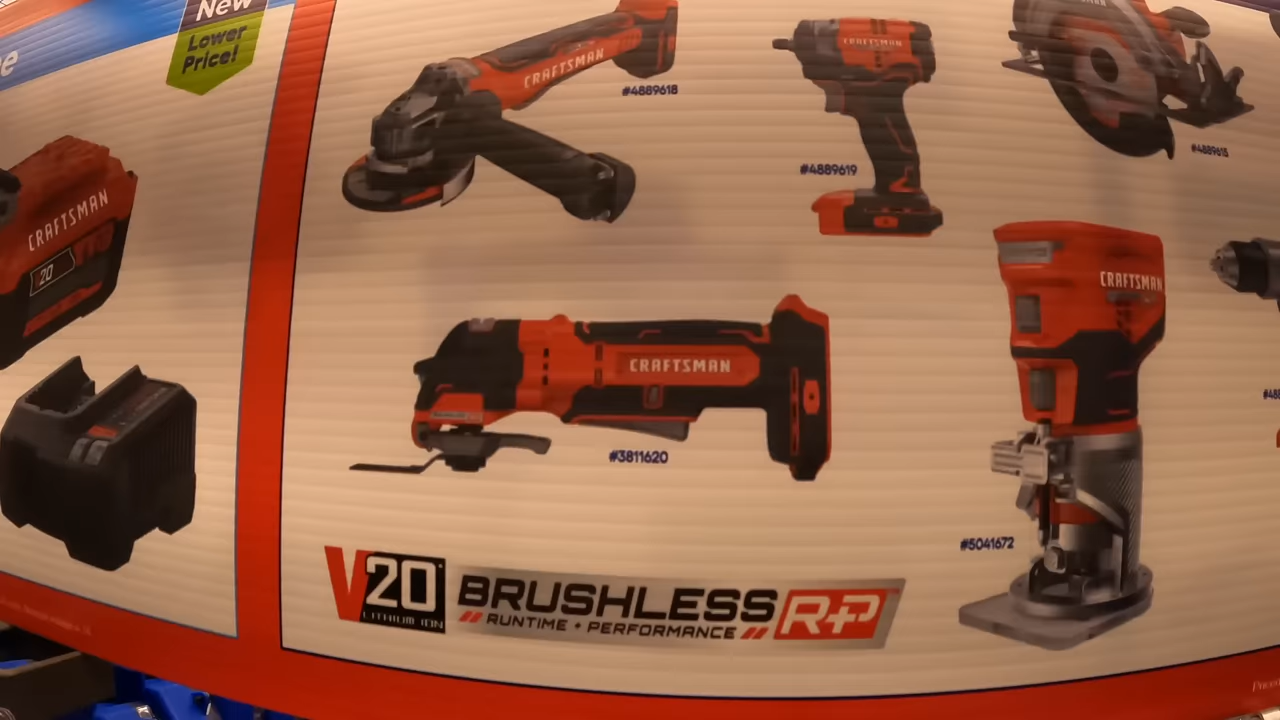 New
Lower
Price!
e
CRAFTSMAN
20
CRAFTSMAN
#4889618
CRAFTSMAN
#4889619
#4889615
CRAFTSMAN
CRAFTSMAN
#3811620
#5041672
V20*
LITHIUM ION
BRUSHLESS RP™
RUNTIME + PERFORMANCE